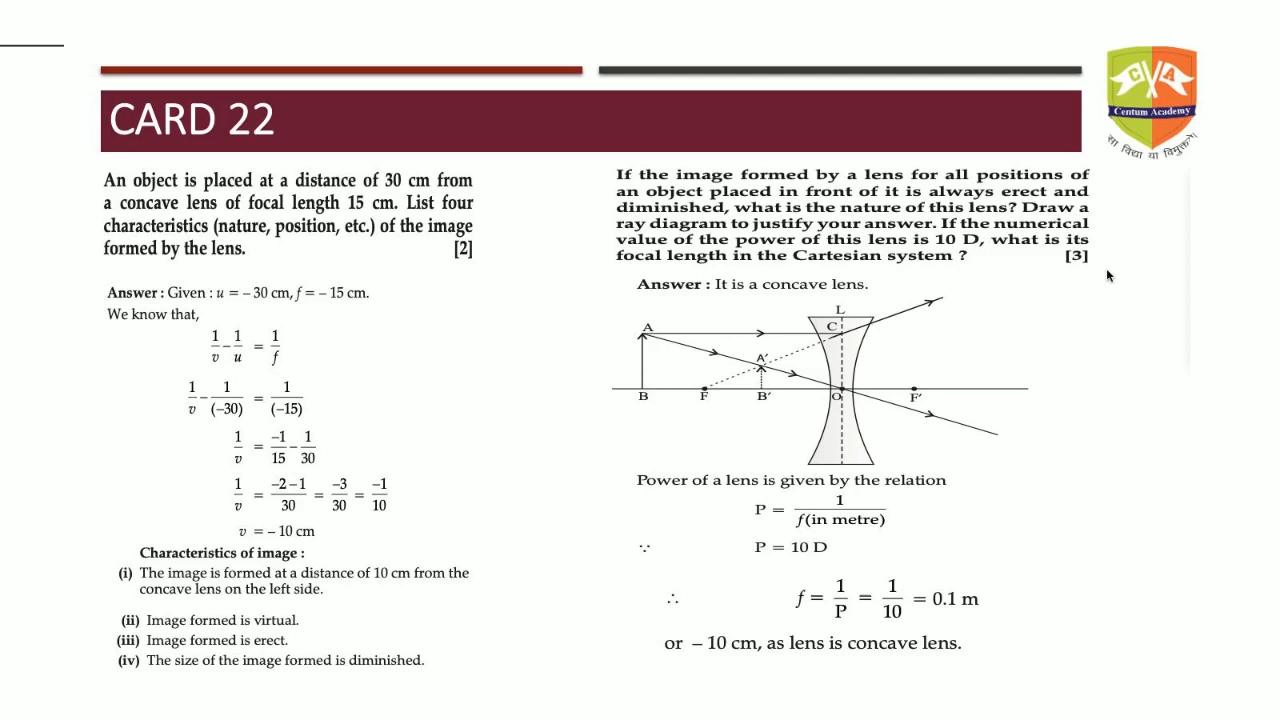 CARD 22
C A
Centum Academy
सा विद्या या विमुक्तये
An object is placed at a distance of 30 cm from
a concave lens of focal length 15 cm. List four
characteristics (nature, position, etc.) of the image
formed by the lens. [2]
Answer : Given : u = – 30 cm, f = – 15 cm.
We know that,
1/v – 1/u = 1/f
1/v – 1/(–30) = 1/(–15)
1/v = –1/15 – 1/30
1/v = –2 – 1/30 = –3/30 = –1/10
v = – 10 cm
Characteristics of image :
(i) The image is formed at a distance of 10 cm from the
concave lens on the left side.
(ii) Image formed is virtual.
(iii) Image formed is erect.
(iv) The size of the image formed is diminished.
If the image formed by a lens for all positions of
an object placed in front of it is always erect and
diminished, what is the nature of this lens? Draw a
ray diagram to justify your answer. If the numerical
value of the power of this lens is 10 D, what is its
focal length in the Cartesian system ? [3]
Answer : It is a concave lens.
L
A C
A′
B F B′ O F′
Power of a lens is given by the relation
P = 1/f(in metre)
∵ P = 10 D
∴ f = 1/P = 1/10 = 0.1 m
or – 10 cm, as lens is concave lens.